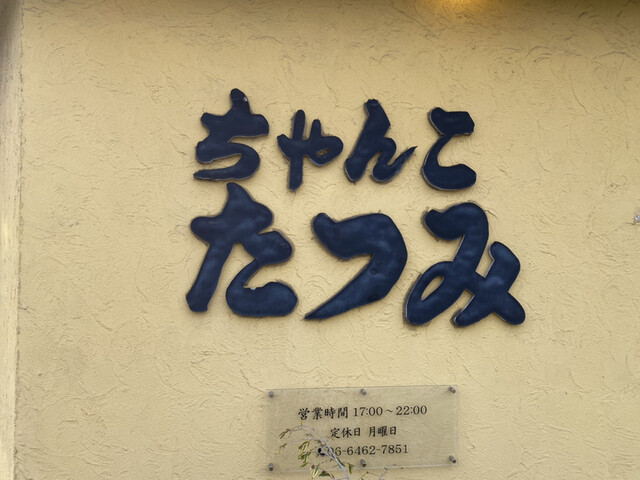 ちゃんこ
たつみ
営業時間 17:00～22:00
定休日 月曜日
06-6462-7851